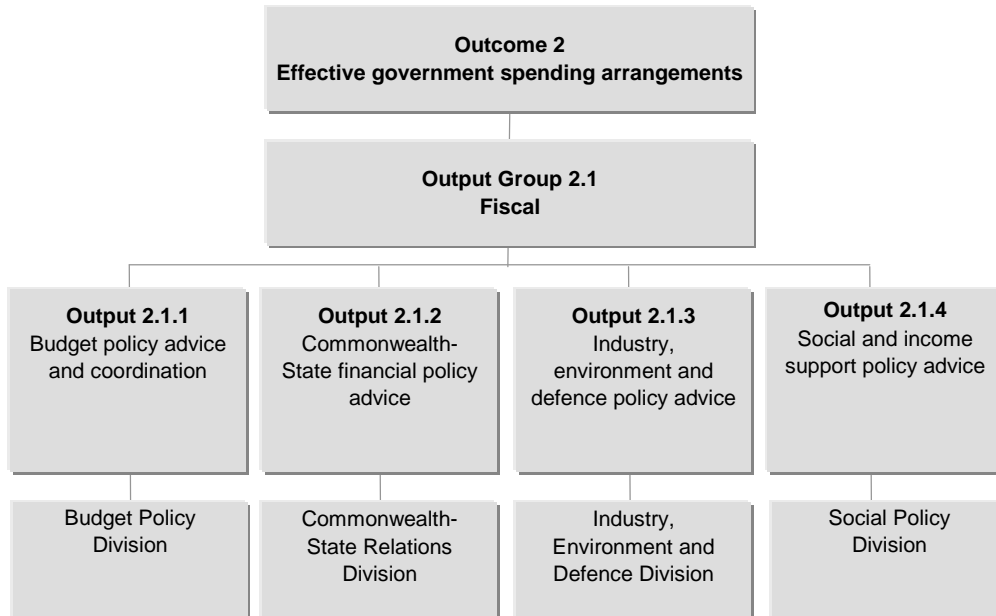 Outcome 2
Effective government spending arrangements
Output Group 2.1
Fiscal
Output 2.1.1
Budget policy advice
and coordination
Output 2.1.2
Commonwealth-
State financial policy
advice
Output 2.1.3
Industry,
environment and
defence policy advice
Output 2.1.4
Social and income
support policy advice
Budget Policy
Division
Commonwealth-
State Relations
Division
Industry,
Environment and
Defence Division
Social Policy
Division